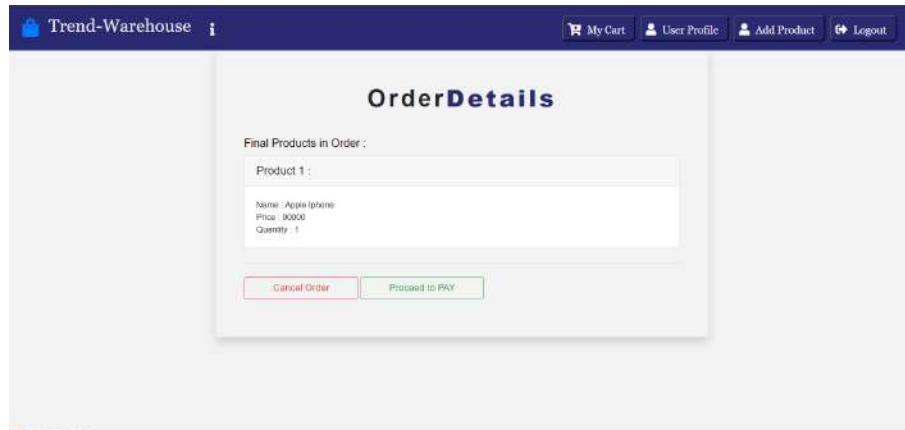 Trend-Warehouse i My Cart User Profile Add Product Logout
OrderDetails
Final Products in Order :
Product 1 :
Name : Apple Iphone
Price : 90000
Quentity : 1
Cancel Order Proceed to PAY